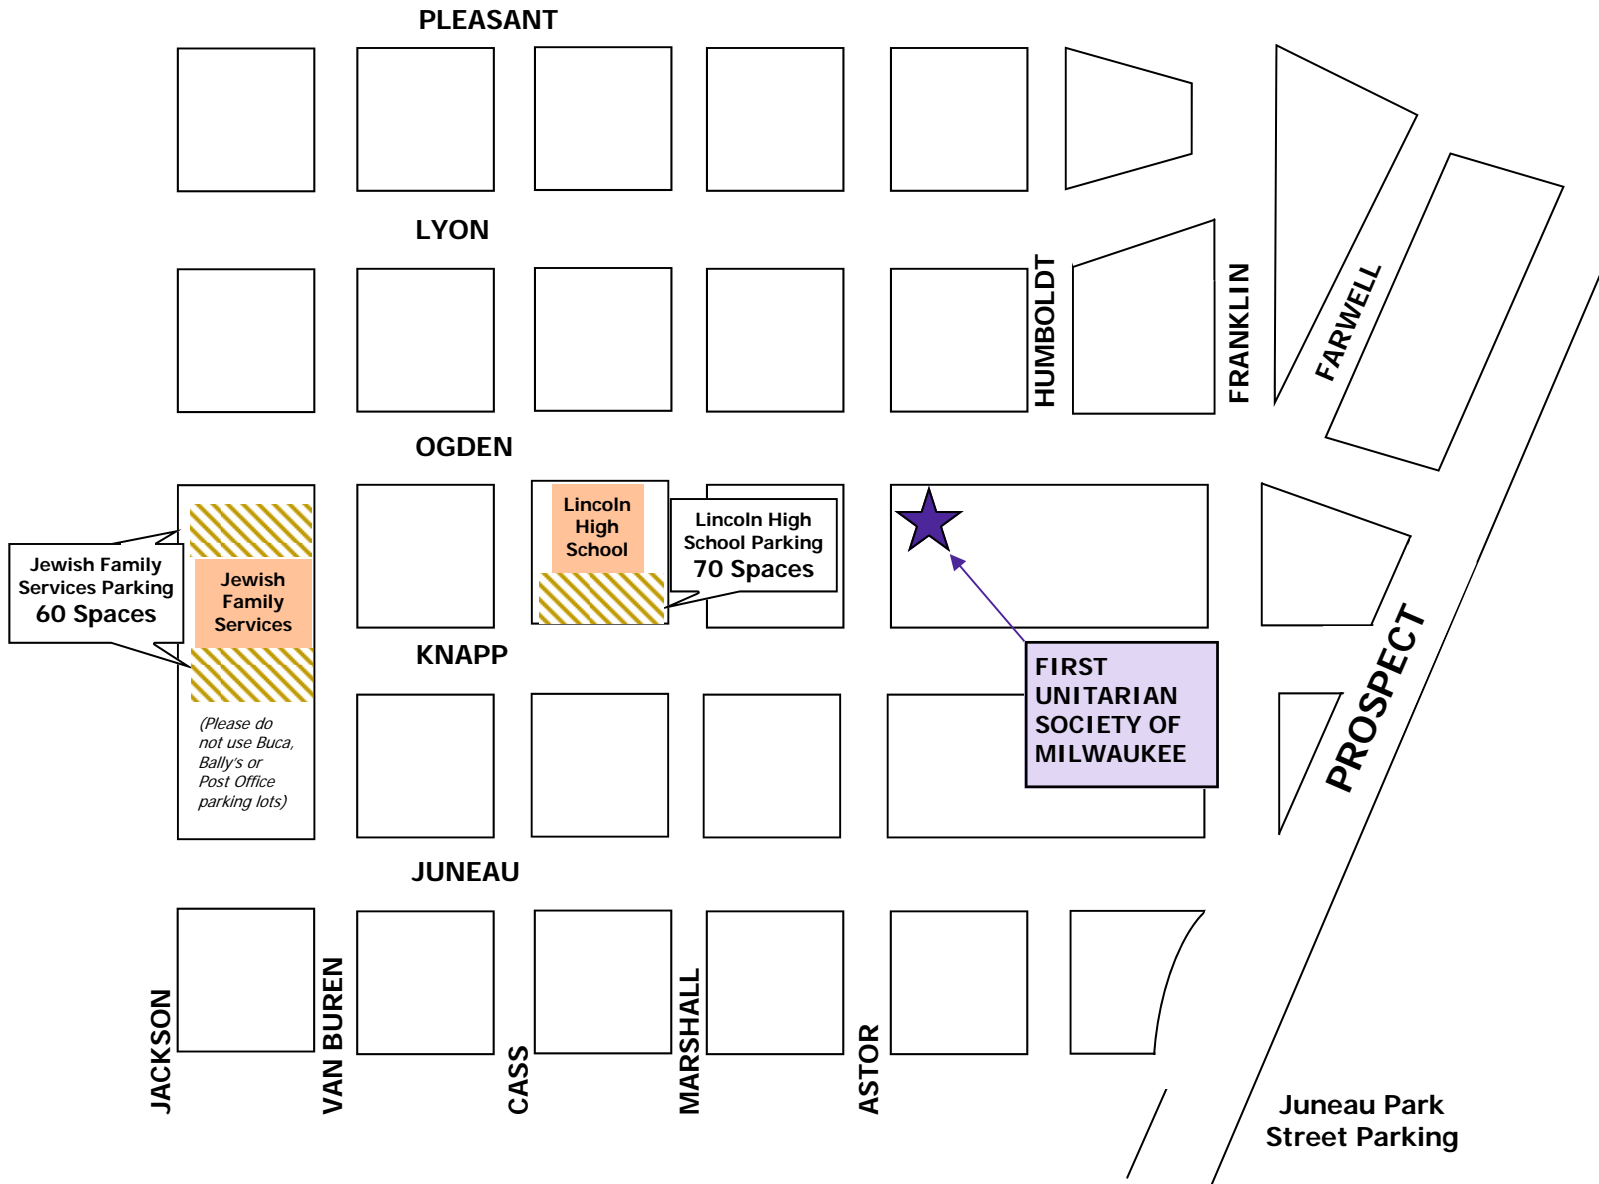 PLEASANT
LYON
HUMBOLDT
FRANKLIN
FARWELL
OGDEN
Lincoln
High
School
Lincoln High
School Parking
70 Spaces
Jewish Family
Services Parking
60 Spaces
Jewish
Family
Services
KNAPP
FIRST
UNITARIAN
SOCIETY OF
MILWAUKEE
PROSPECT
(Please do
not use Buca,
Bally's or
Post Office
parking lots)
JUNEAU
JACKSON
VAN BUREN
CASS
MARSHALL
ASTOR
Juneau Park
Street Parking